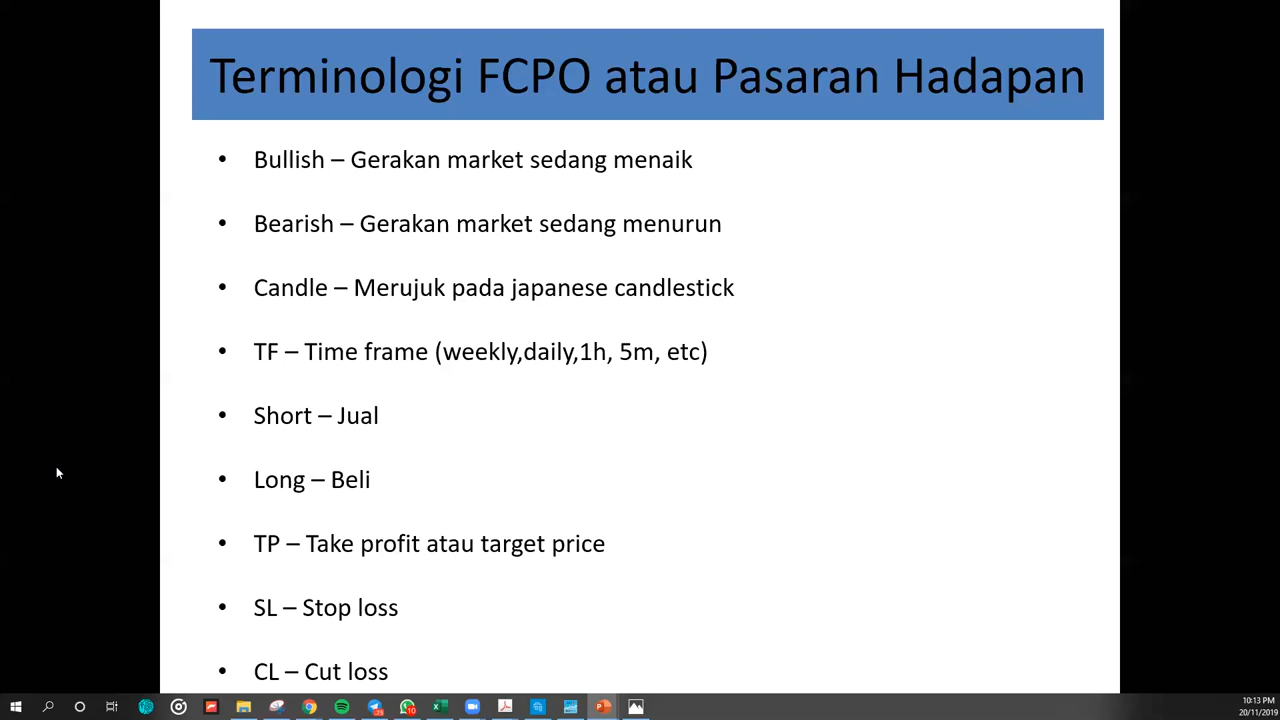 Terminologi FCPO atau Pasaran Hadapan
• Bullish – Gerakan market sedang menaik
• Bearish – Gerakan market sedang menurun
• Candle – Merujuk pada japanese candlestick
• TF – Time frame (weekly,daily,1h, 5m, etc)
• Short – Jual
• Long – Beli
• TP – Take profit atau target price
• SL – Stop loss
• CL – Cut loss
10:13 PM
20/11/2019